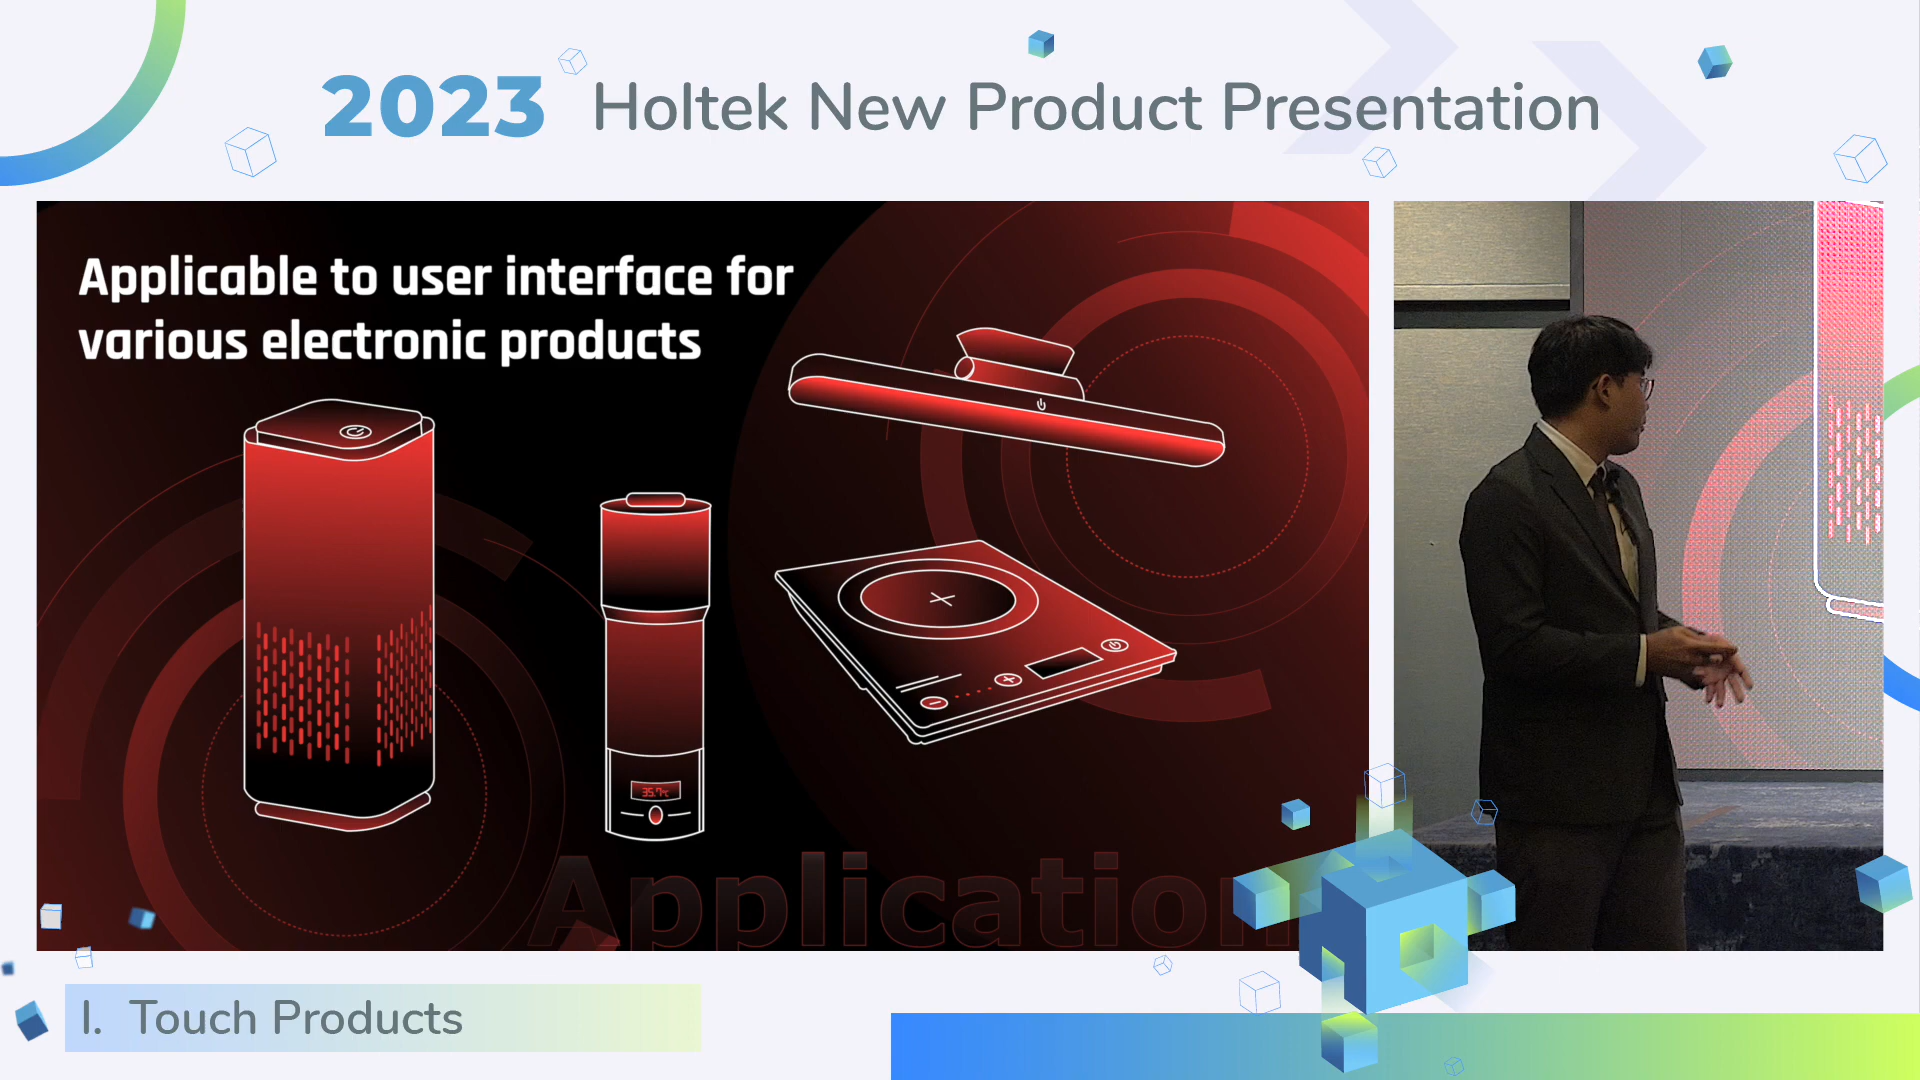 2023 Holtek New Product Presentation
Applicable to user interface for
various electronic products
35.7°c
Application
I. Touch Products